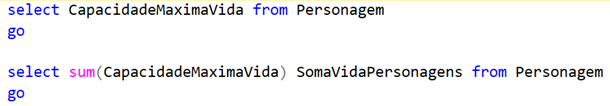 select CapacidadeMaximaVida from Personagem
go
select sum(CapacidadeMaximaVida) SomaVidaPersonagens from Personagem
go